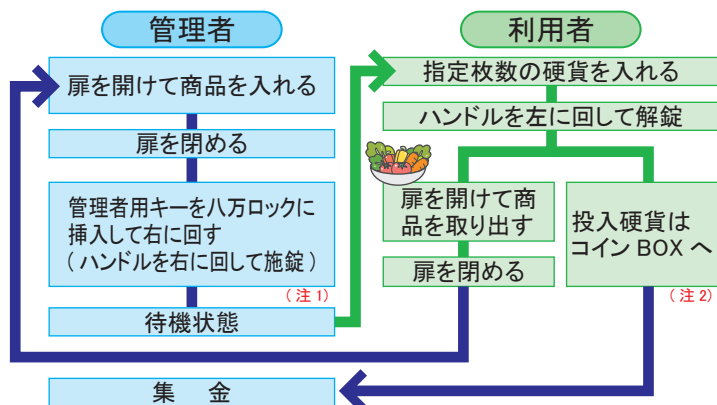 管理者
扉を開けて商品を入れる
扉を閉める
管理者用キーを八万ロックに
挿入して右に回す
(ハンドルを右に回して施錠)
(注1)
待機状態
集 金
利用者
指定枚数の硬貨を入れる
ハンドルを左に回して解錠
扉を開けて商
品を取り出す
扉を閉める
投入硬貨は
コイン BOX へ
(注2)